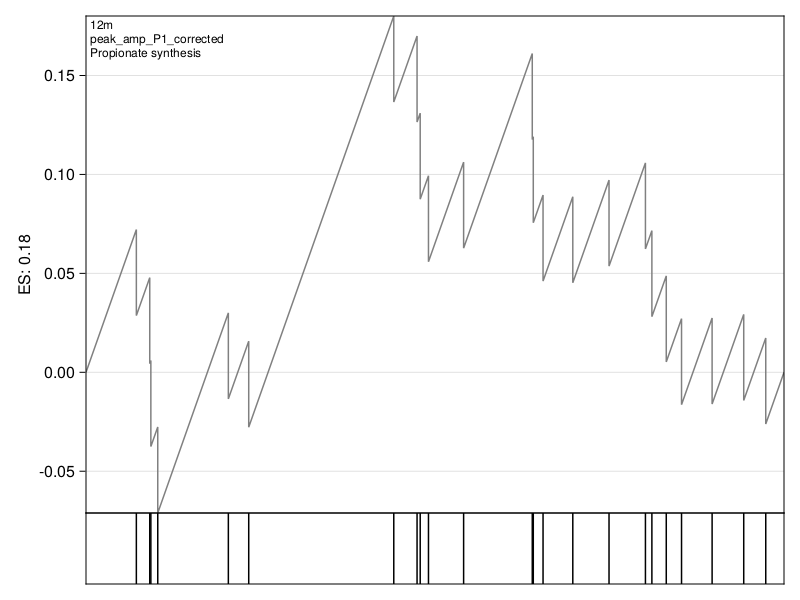 12m
peak_amp_P1_corrected
Propionate synthesis
0.15
0.10
0.05
0.00
-0.05
ES: 0.18